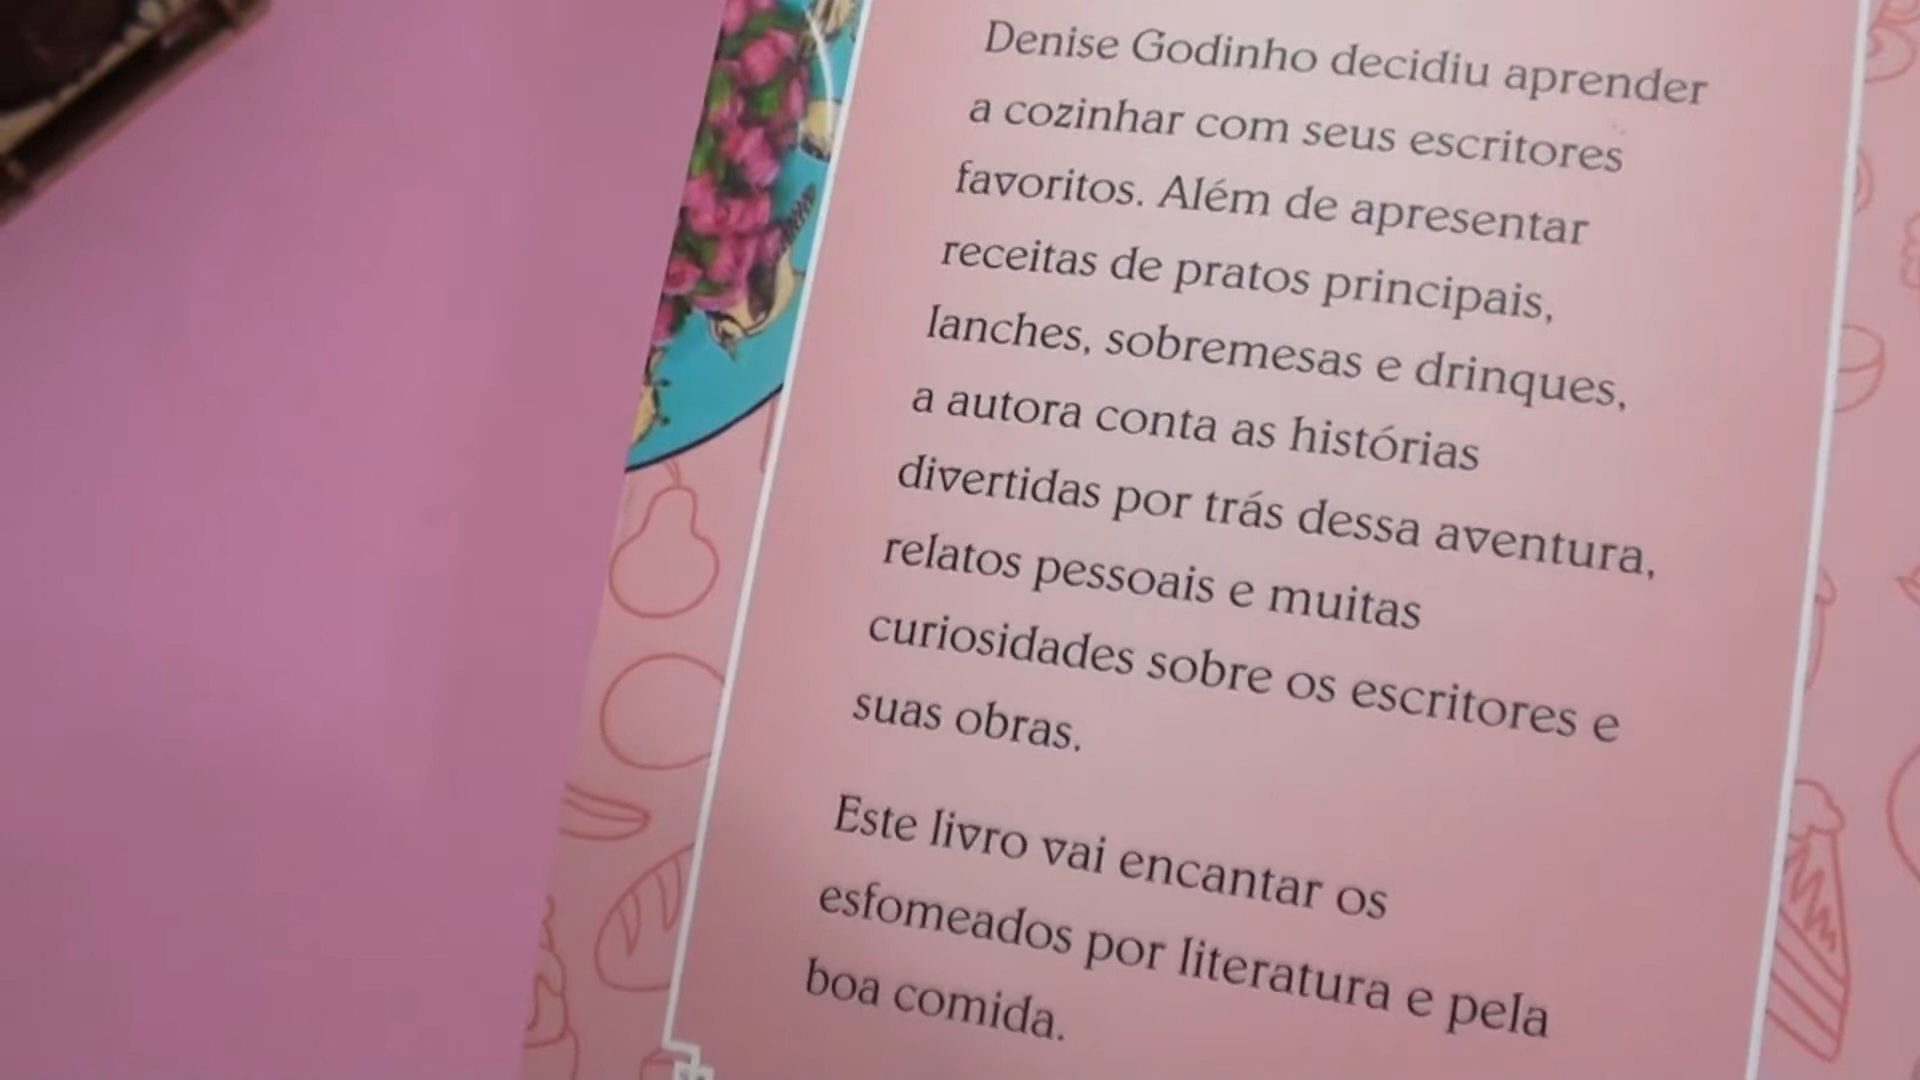 Denise Godinho decidiu aprender
a cozinhar com seus escritores
favoritos. Além de apresentar
receitas de pratos principais,
lanches, sobremesas e drinques,
a autora conta as histórias
divertidas por trás dessa aventura,
relatos pessoais e muitas
curiosidades sobre os escritores e
suas obras.
Este livro vai encantar os
esfomeados por literatura e pela
boa comida.